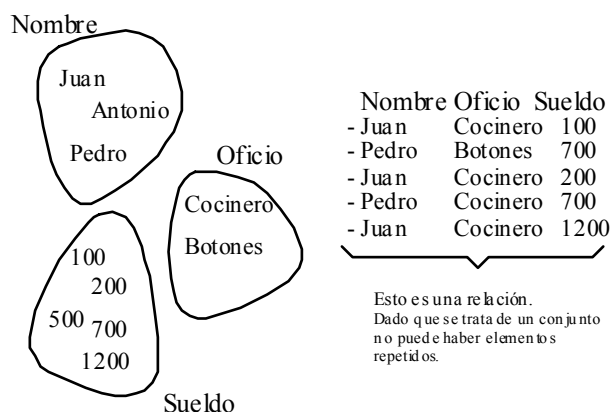 Nombre
Juan
Antonio
Pedro
Oficio
Cocinero
Botones
100
200
500
700
1200
Sueldo
Nombre Oficio Sueldo
- Juan Cocinero 100
- Pedro Botones 700
- Juan Cocinero 200
- Pedro Cocinero 700
- Juan Cocinero 1200
Esto es una relación.
Dado que se trata de un conjunto
no puede haber elementos
repetidos.